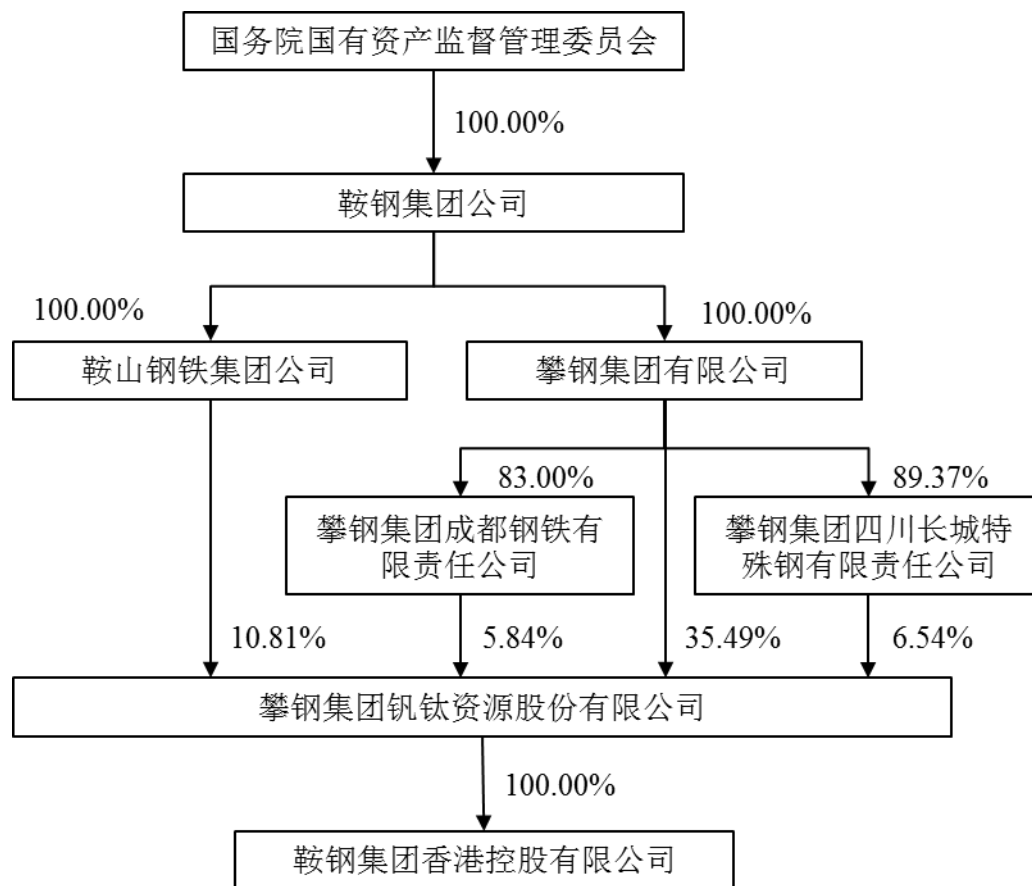 国务院国有资产监督管理委员会
100.00%
鞍钢集团公司
100.00%
100.00%
鞍山钢铁集团公司
攀钢集团有限公司
83.00%
89.37%
攀钢集团成都钢铁有
限责任公司
攀钢集团四川长城特
殊钢有限责任公司
10.81%
5.84%
35.49%
6.54%
攀钢集团钒钛资源股份有限公司
100.00%
鞍钢集团香港控股有限公司